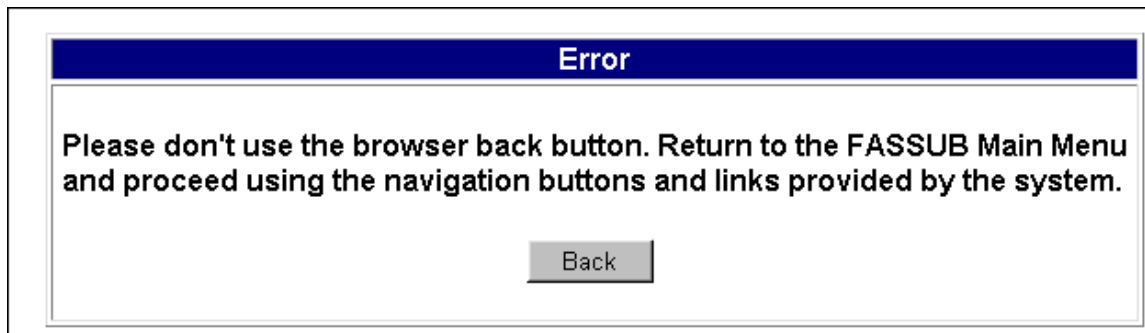 Error
Please don't use the browser back button. Return to the FASSUB Main Menu
and proceed using the navigation buttons and links provided by the system.
Back